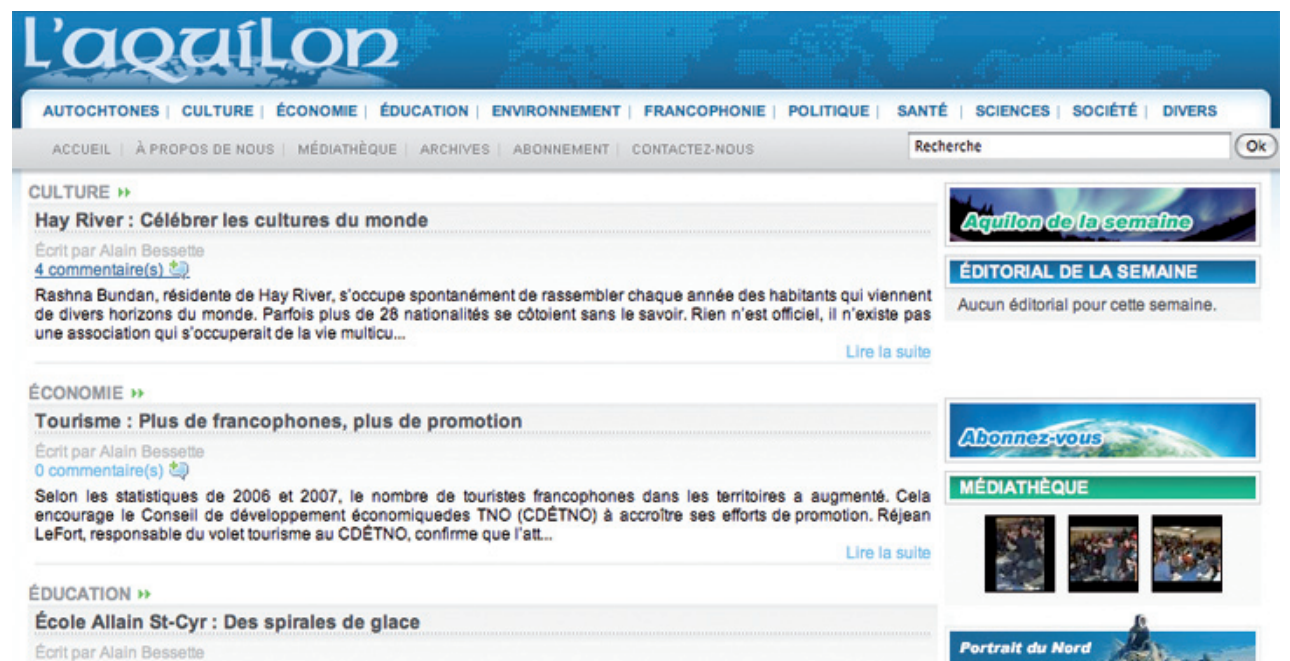 L'aquilon
AUTOCHTONES | CULTURE | ÉCONOMIE | ÉDUCATION | ENVIRONNEMENT | FRANCOPHONIE | POLITIQUE | SANTÉ | SCIENCES | SOCIÉTÉ | DIVERS
ACCUEIL | À PROPOS DE NOUS | MÉDIATHÈQUE | ARCHIVES | ABONNEMENT | CONTACTEZ-NOUS
Recherche
Ok
CULTURE
Hay River : Célébrer les cultures du monde
Écrit par Alain Bessette
4 commentaire(s)
Rashna Bundan, résidente de Hay River, s'occupe spontanément de rassembler chaque année des habitants qui viennent
de divers horizons du monde. Parfois plus de 28 nationalités se côtoient sans le savoir. Rien n'est officiel, il n'existe pas
une association qui s'occuperait de la vie multicu...
Lire la suite
ÉCONOMIE
Tourisme : Plus de francophones, plus de promotion
Écrit par Alain Bessette
0 commentaire(s)
Selon les statistiques de 2006 et 2007, le nombre de touristes francophones dans les territoires a augmenté. Cela
encourage le Conseil de développement économiquedes TNO (CDÉTNO) à accroître ses efforts de promotion. Réjean
LeFort, responsable du volet tourisme au CDÉTNO, confirme que l'att...
Lire la suite
ÉDUCATION
École Allain St-Cyr : Des spirales de glace
Écrit par Alain Bessette
Aquilon de la semaine
ÉDITORIAL DE LA SEMAINE
Aucun éditorial pour cette semaine.
Abonnez-vous
MÉDIATHÈQUE
Portrait du Nord